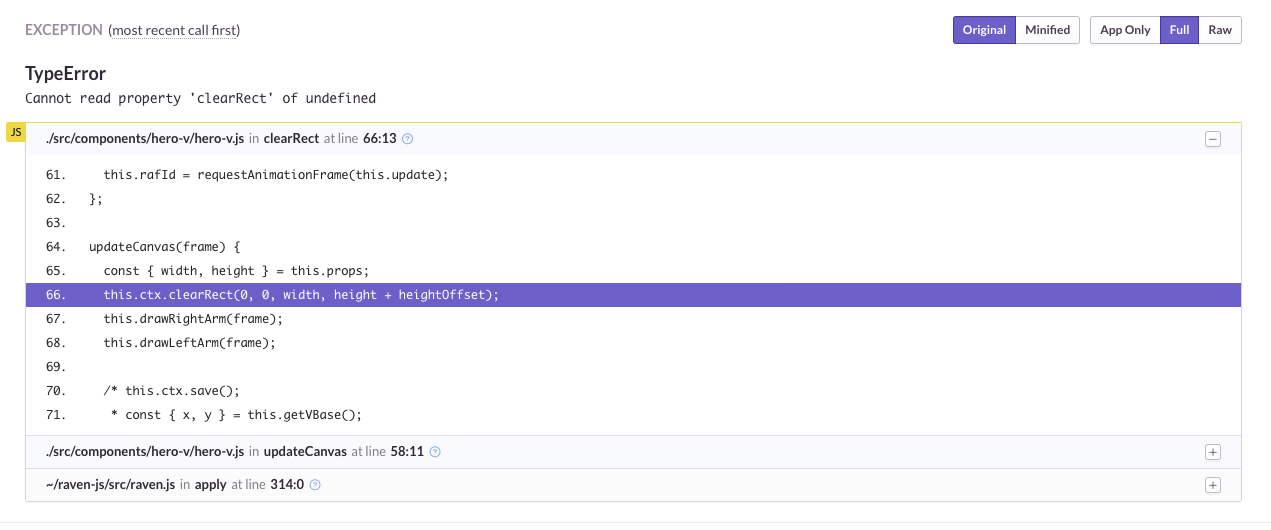 EXCEPTION (most recent call first) Original Minified App Only Full Raw
TypeError
Cannot read property 'clearRect' of undefined
JS ./src/components/hero-v/hero-v.js in clearRect at line 66:13 ? −
61. this.rafId = requestAnimationFrame(this.update);
62. };
63.
64. updateCanvas(frame) {
65. const { width, height } = this.props;
66. this.ctx.clearRect(0, 0, width, height + heightOffset);
67. this.drawRightArm(frame);
68. this.drawLeftArm(frame);
69.
70. /* this.ctx.save();
71. * const { x, y } = this.getVBase();
./src/components/hero-v/hero-v.js in updateCanvas at line 58:11 ? +
~/raven-js/src/raven.js in apply at line 314:0 ? +